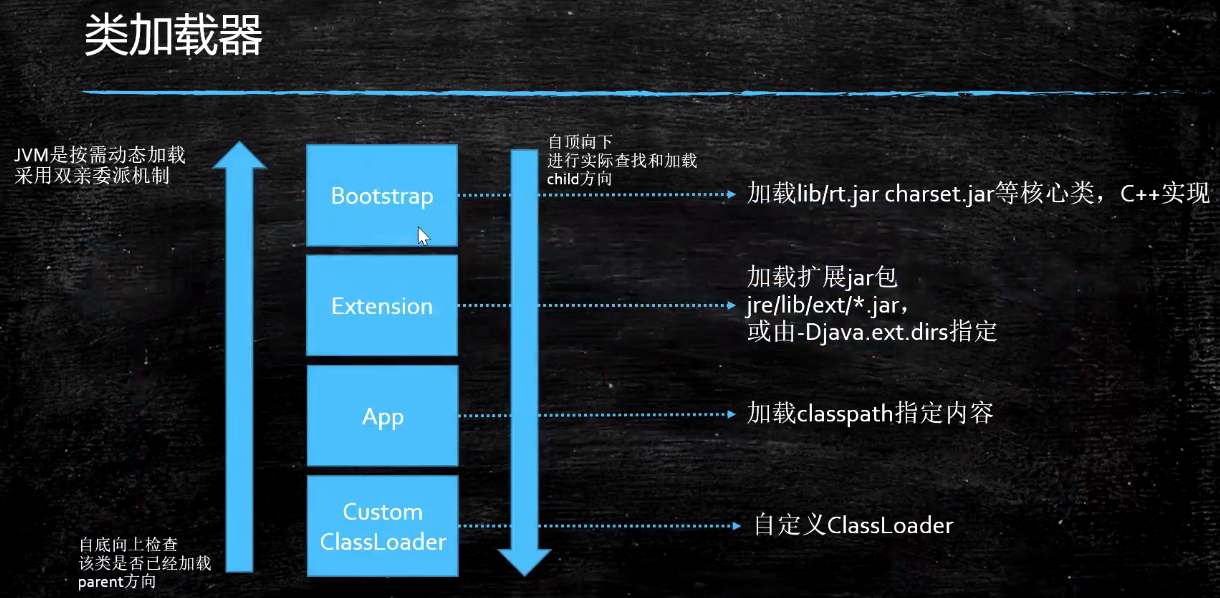 类加载器
JVM是按需动态加载
采用双亲委派机制
自顶向下
进行实际查找和加载
child方向
Bootstrap
加载lib/rt.jar charset.jar等核心类，C++实现
Extension
加载扩展jar包
jre/lib/ext/*.jar，
或由-Djava.ext.dirs指定
App
加载classpath指定内容
Custom
ClassLoader
自定义ClassLoader
自底向上检查
该类是否已经加载
parent方向